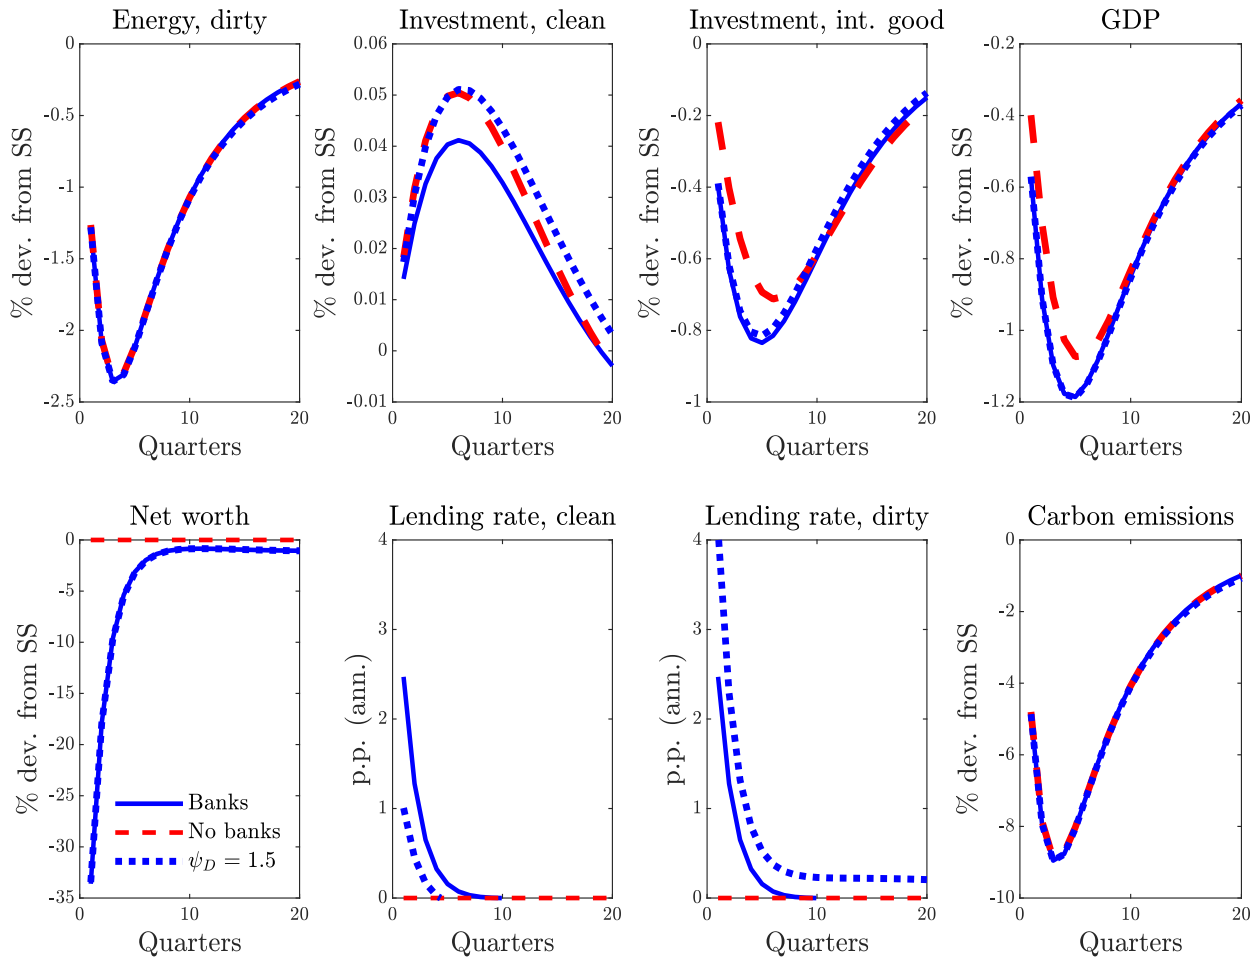 Energy, dirty
Investment, clean
Investment, int. good
GDP
% dev. from SS
0
-0.5
-1
-1.5
-2
-2.5
0
10
20
Quarters
% dev. from SS
0.06
0.05
0.04
0.03
0.02
0.01
0
-0.01
0
10
20
Quarters
% dev. from SS
0
-0.2
-0.4
-0.6
-0.8
-1
0
10
20
Quarters
% dev. from SS
-0.2
-0.4
-0.6
-0.8
-1
-1.2
0
10
20
Quarters
Net worth
Lending rate, clean
Lending rate, dirty
Carbon emissions
% dev. from SS
0
-5
-10
-15
-20
-25
-30
-35
Banks
No banks
ψ_D = 1.5
0
10
20
Quarters
p.p. (ann.)
4
3
2
1
0
0
10
20
Quarters
p.p. (ann.)
4
3
2
1
0
0
10
20
Quarters
% dev. from SS
0
-2
-4
-6
-8
-10
0
10
20
Quarters